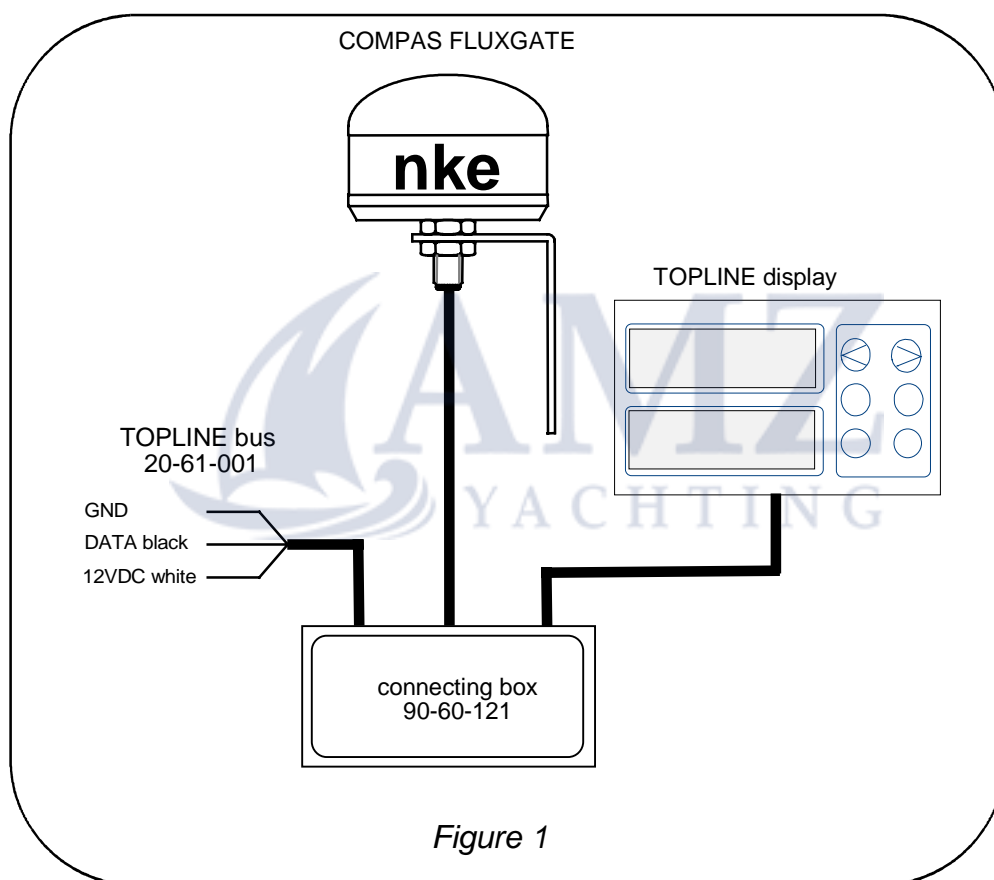 COMPAS FLUXGATE
nke
TOPLINE display
AMZ
YACHTING
TOPLINE bus
20-61-001
GND
DATA black
12VDC white
connecting box
90-60-121
Figure 1